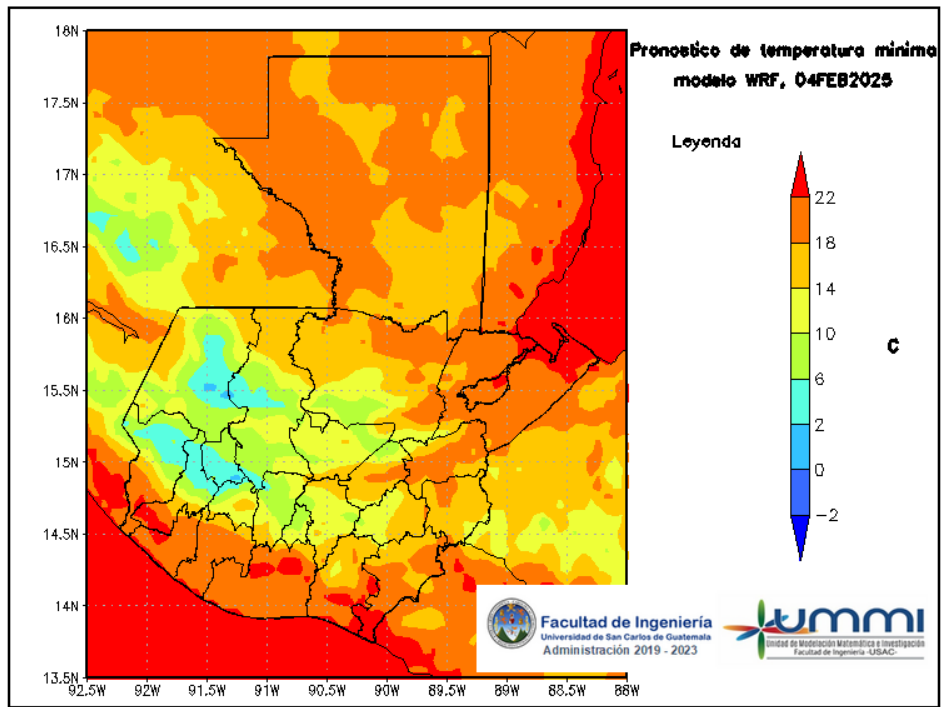 Pronostico de temperatura minima
modelo WRF, 04FEB2025
Leyenda
22
18
14
10
6
2
0
−2
C
18N
17.5N
17N
16.5N
16N
15.5N
15N
14.5N
14N
13.5N
92.5W
92W
91.5W
91W
90.5W
90W
89.5W
89W
88.5W
88W
Facultad de Ingeniería
Universidad de San Carlos de Guatemala
Administración 2019 - 2023
ummi
Unidad de Modelación Matemática e Investigación
Facultad de Ingeniería -USAC-